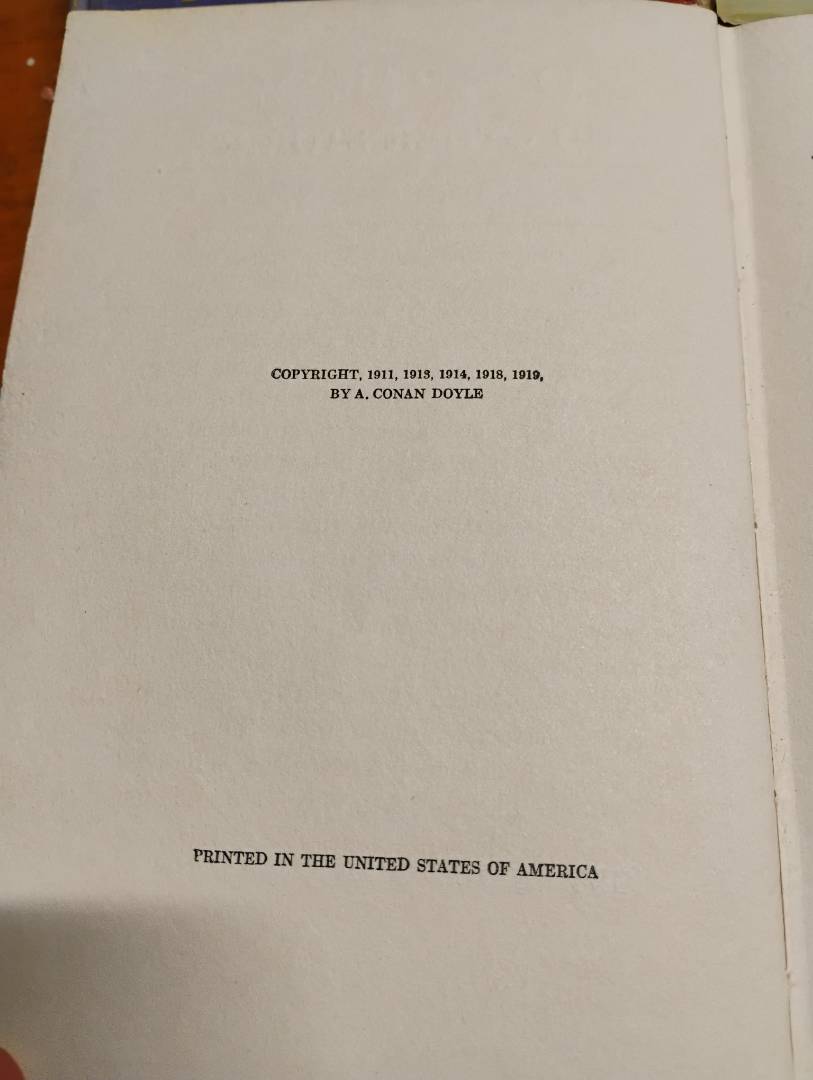 COPYRIGHT, 1911, 1913, 1914, 1918, 1919,
BY A. CONAN DOYLE
PRINTED IN THE UNITED STATES OF AMERICA